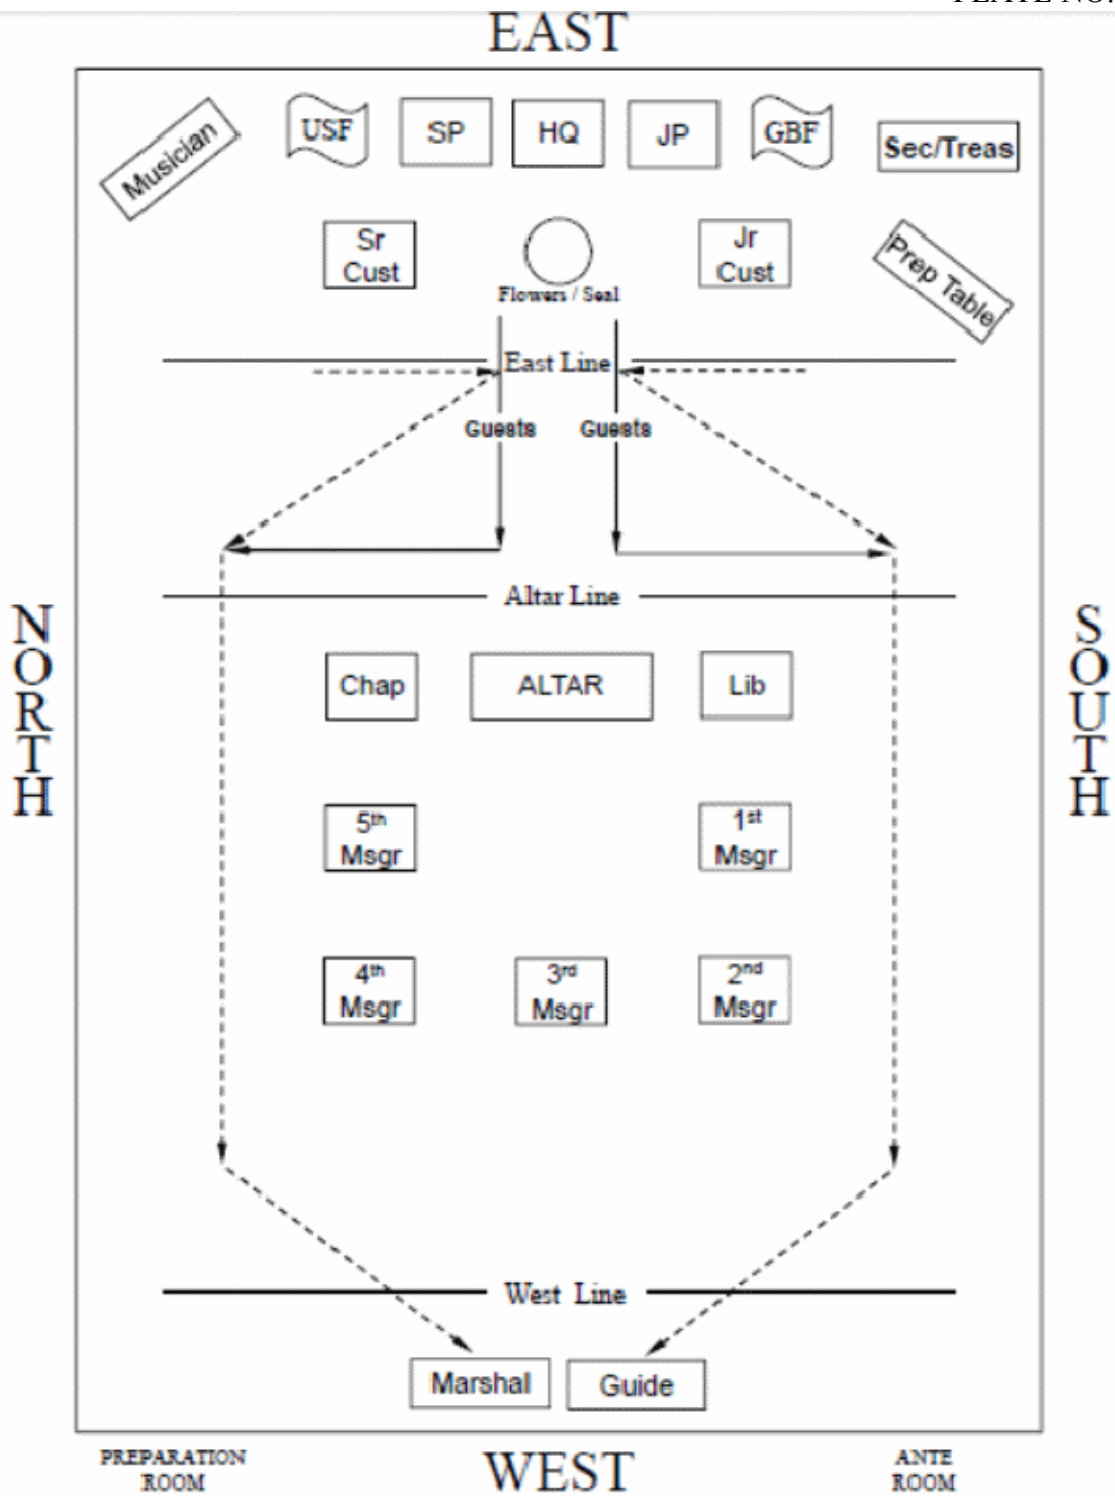 PLATE NO.
EAST
Musician
USF
SP
HQ
JP
GBF
Sec/Treas
Sr
Cust
Flowers / Seal
Jr
Cust
Prep Table
East Line
Guests
Guests
Altar Line
NORTH
SOUTH
Chap
ALTAR
Lib
5th
Msgr
1st
Msgr
4th
Msgr
3rd
Msgr
2nd
Msgr
West Line
Marshal
Guide
PREPARATION
ROOM
WEST
ANTE
ROOM